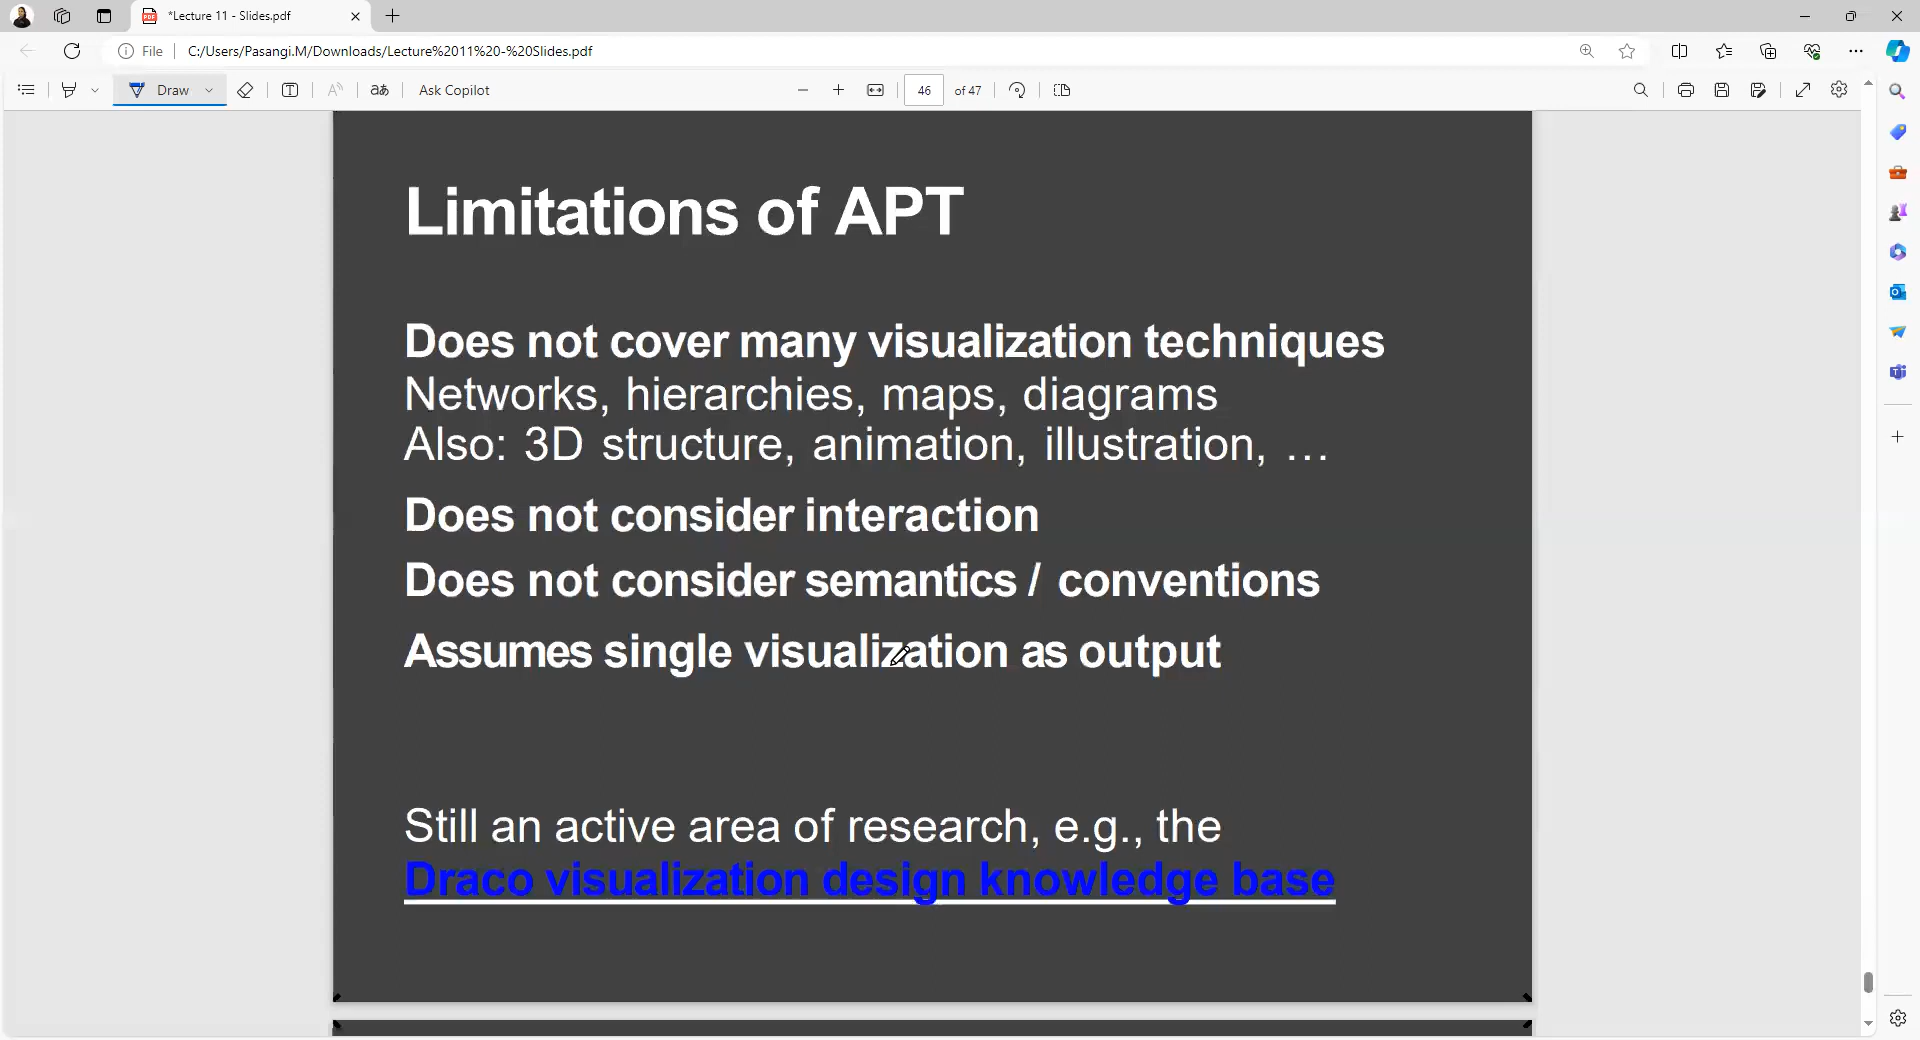 *Lecture 11 - Slides.pdf
File
C:/Users/Pasangi.M/Downloads/Lecture%2011%20-%20Slides.pdf
Draw
aあ
Ask Copilot
46 of 47
Limitations of APT
Does not cover many visualization techniques
Networks, hierarchies, maps, diagrams
Also: 3D structure, animation, illustration, …
Does not consider interaction
Does not consider semantics / conventions
Assumes single visualization as output
Still an active area of research, e.g., the
Draco visualization design knowledge base